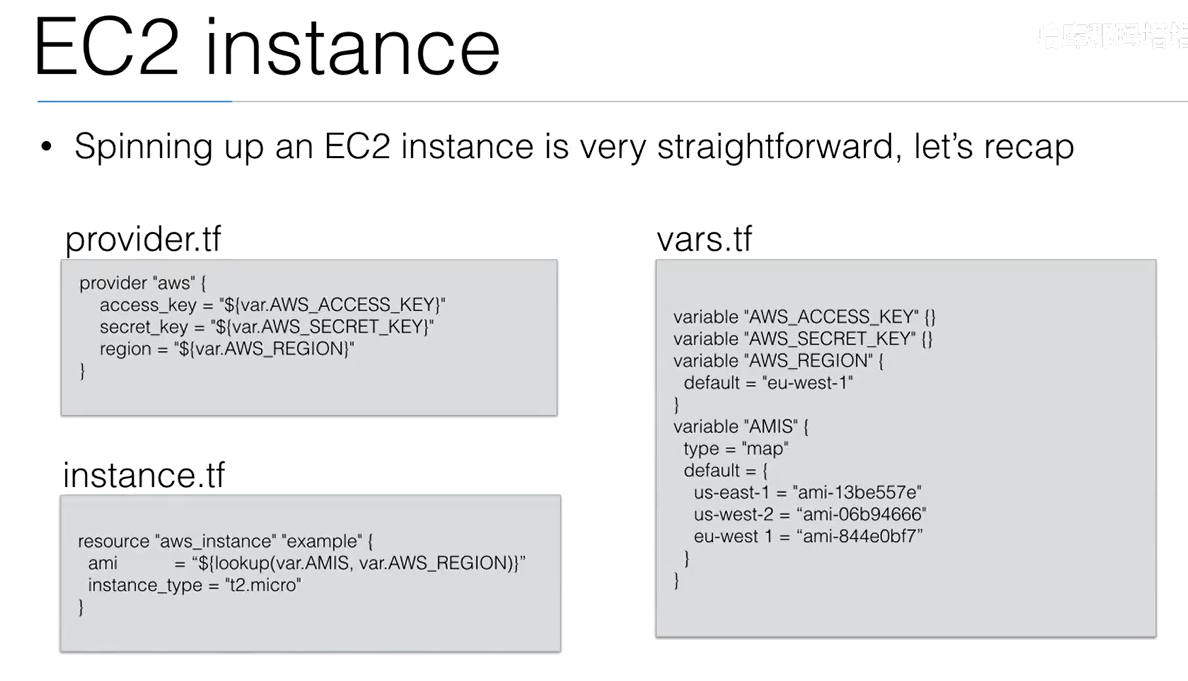 EC2 instance
• Spinning up an EC2 instance is very straightforward, let’s recap
provider.tf
provider "aws" {
access_key = "${var.AWS_ACCESS_KEY}"
secret_key = "${var.AWS_SECRET_KEY}"
region = "${var.AWS_REGION}"
}
instance.tf
resource "aws_instance" "example" {
ami = “${lookup(var.AMIS, var.AWS_REGION)}”
instance_type = "t2.micro"
}
vars.tf
variable "AWS_ACCESS_KEY" {}
variable "AWS_SECRET_KEY" {}
variable "AWS_REGION" {
default = "eu-west-1"
}
variable "AMIS" {
type = "map"
default = {
us-east-1 = "ami-13be557e"
us-west-2 = “ami-06b94666"
eu-west 1 = “ami-844e0bf7”
}
}